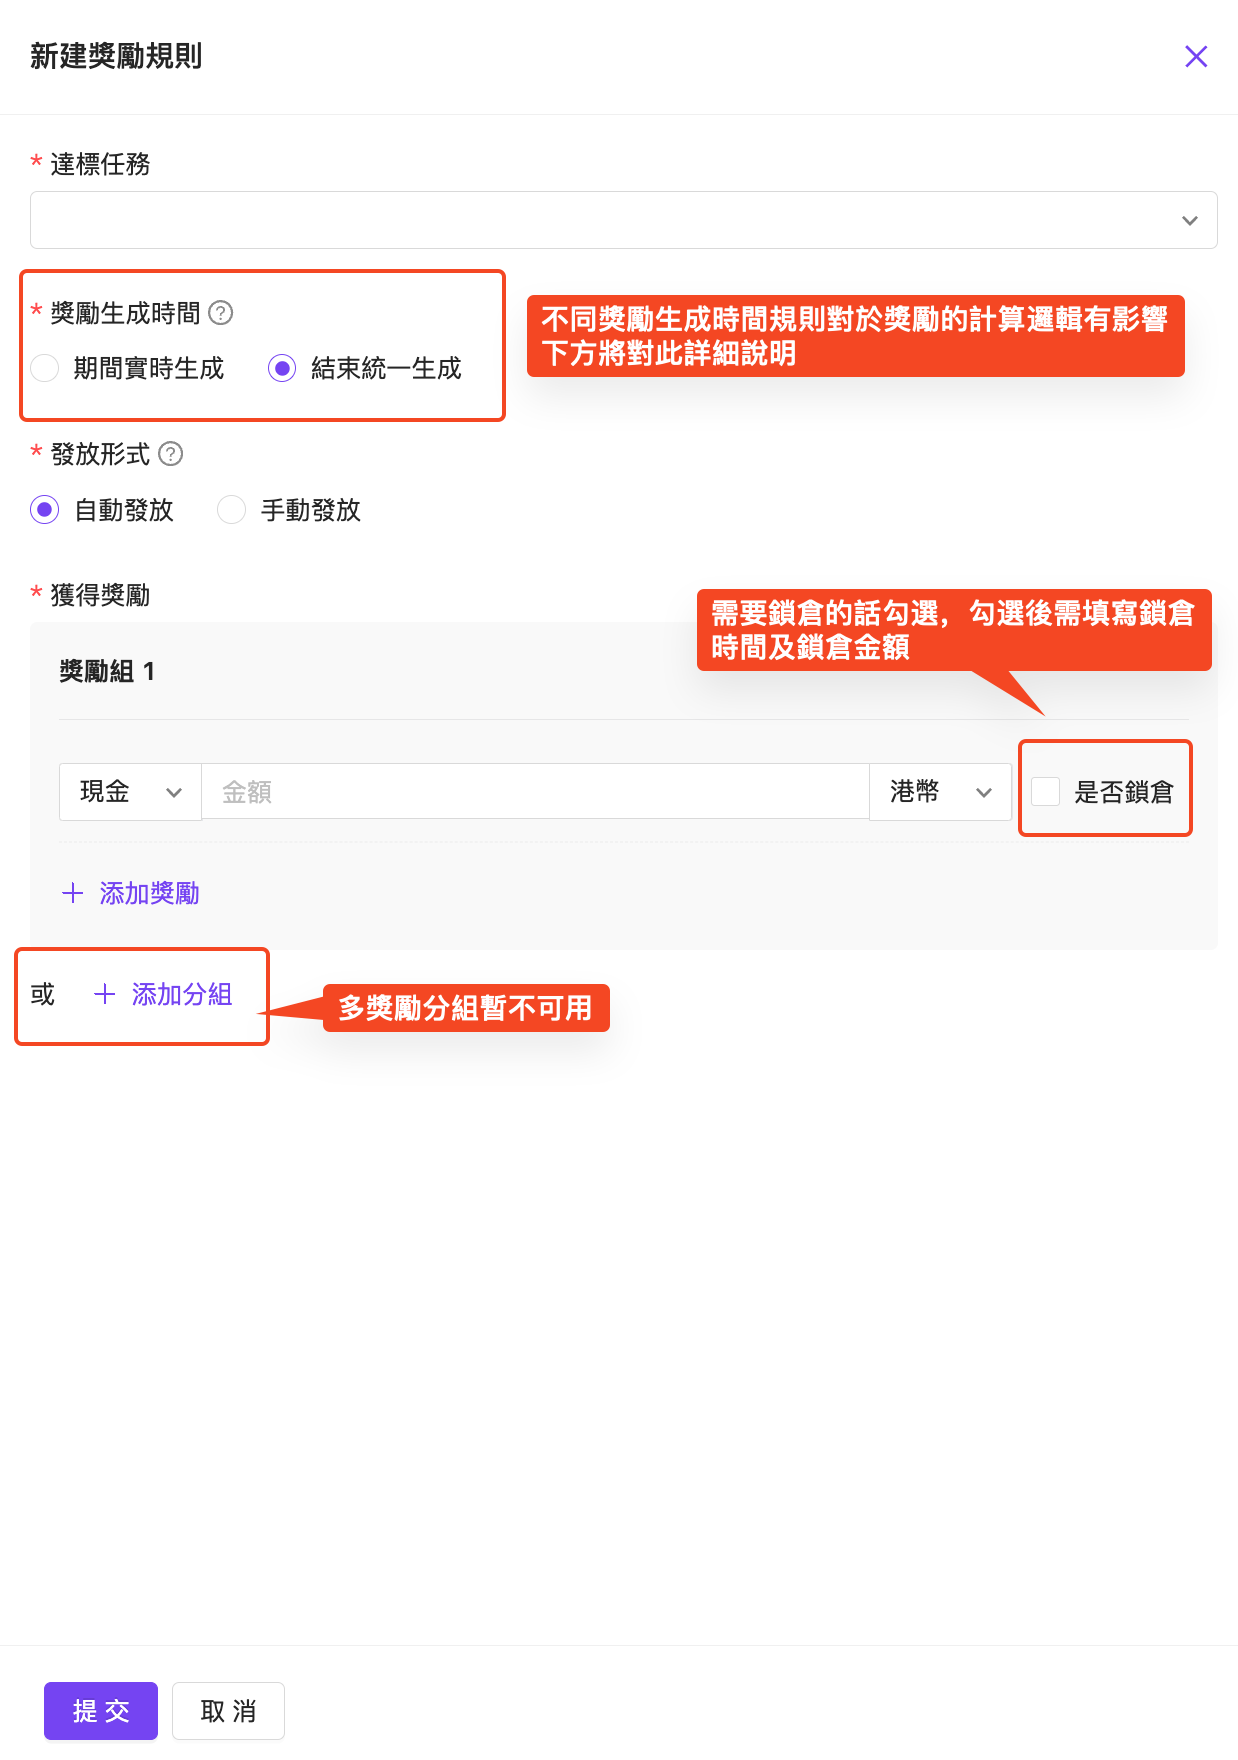 新建獎勵規則
* 達標任務
* 獎勵生成時間 ?
期間實時生成 結束統一生成
不同獎勵生成時間規則對於獎勵的計算邏輯有影響
下方將對此詳細說明
* 發放形式 ?
自動發放 手動發放
* 獲得獎勵
需要鎖倉的話勾選，勾選後需填寫鎖倉
時間及鎖倉金額
獎勵組 1
現金 金額 港幣 是否鎖倉
+ 添加獎勵
或 + 添加分組
多獎勵分組暫不可用
提 交 取 消